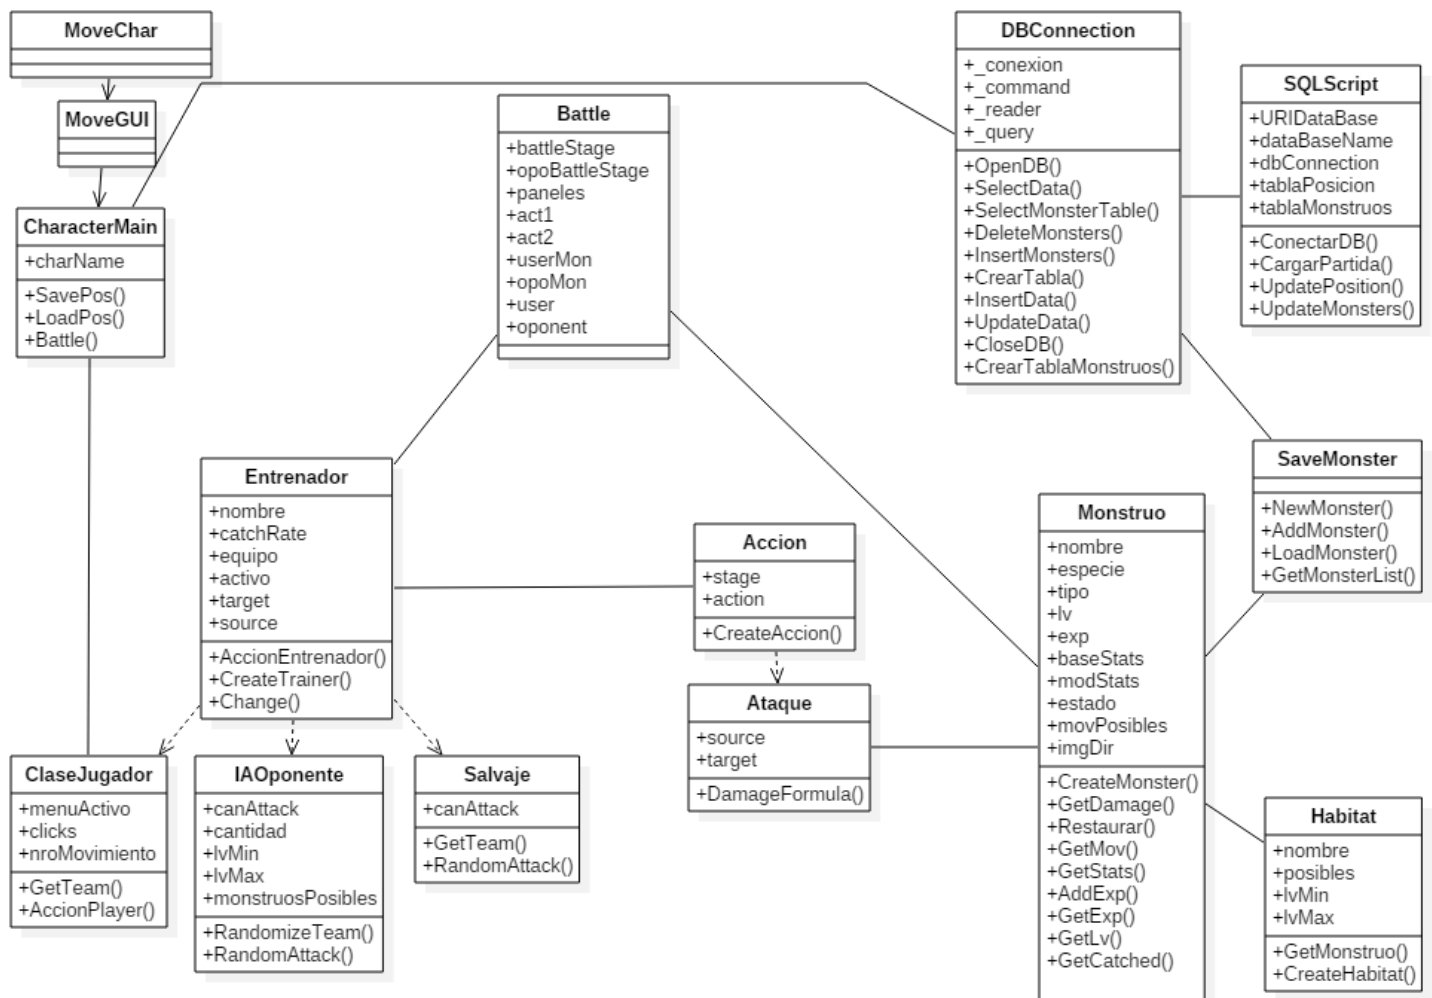 MoveChar
MoveGUI
CharacterMain
+charName
+SavePos()
+LoadPos()
+Battle()
Battle
+battleStage
+opoBattleStage
+paneles
+act1
+act2
+userMon
+opoMon
+user
+oponent
DBConnection
+_conexion
+_command
+_reader
+_query
+OpenDB()
+SelectData()
+SelectMonsterTable()
+DeleteMonsters()
+InsertMonsters()
+CrearTabla()
+InsertData()
+UpdateData()
+CloseDB()
+CrearTablaMonstruos()
SQLScript
+URIDataBase
+dataBaseName
+dbConnection
+tablaPosicion
+tablaMonstruos
+ConectarDB()
+CargarPartida()
+UpdatePosition()
+UpdateMonsters()
Entrenador
+nombre
+catchRate
+equipo
+activo
+target
+source
+AccionEntrenador()
+CreateTrainer()
+Change()
Accion
+stage
+action
+CreateAccion()
Ataque
+source
+target
+DamageFormula()
Monstruo
+nombre
+especie
+tipo
+lv
+exp
+baseStats
+modStats
+estado
+movPosibles
+imgDir
+CreateMonster()
+GetDamage()
+Restaurar()
+GetMov()
+GetStats()
+AddExp()
+GetExp()
+GetLv()
+GetCatched()
SaveMonster
+NewMonster()
+AddMonster()
+LoadMonster()
+GetMonsterList()
ClaseJugador
+menuActivo
+clicks
+nroMovimiento
+GetTeam()
+AccionPlayer()
IAOponente
+canAttack
+cantidad
+lvMin
+lvMax
+monstruosPosibles
+RandomizeTeam()
+RandomAttack()
Salvaje
+canAttack
+GetTeam()
+RandomAttack()
Habitat
+nombre
+posibles
+lvMin
+lvMax
+GetMonstruo()
+CreateHabitat()